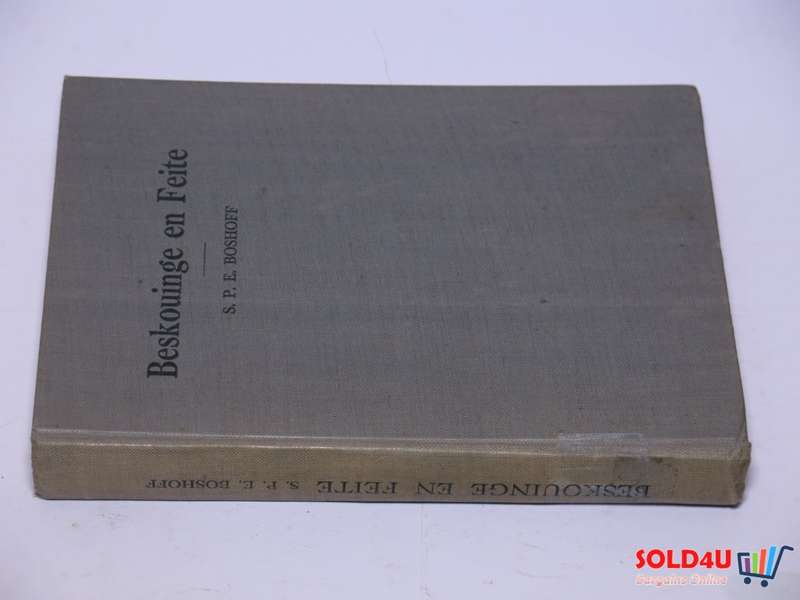 Beskouinge en Feite
S. P. E. BOSHOFF
BESKOUINGE EN FEITE S. P. E. BOSHOFF
SOLD4U
Bargains Online